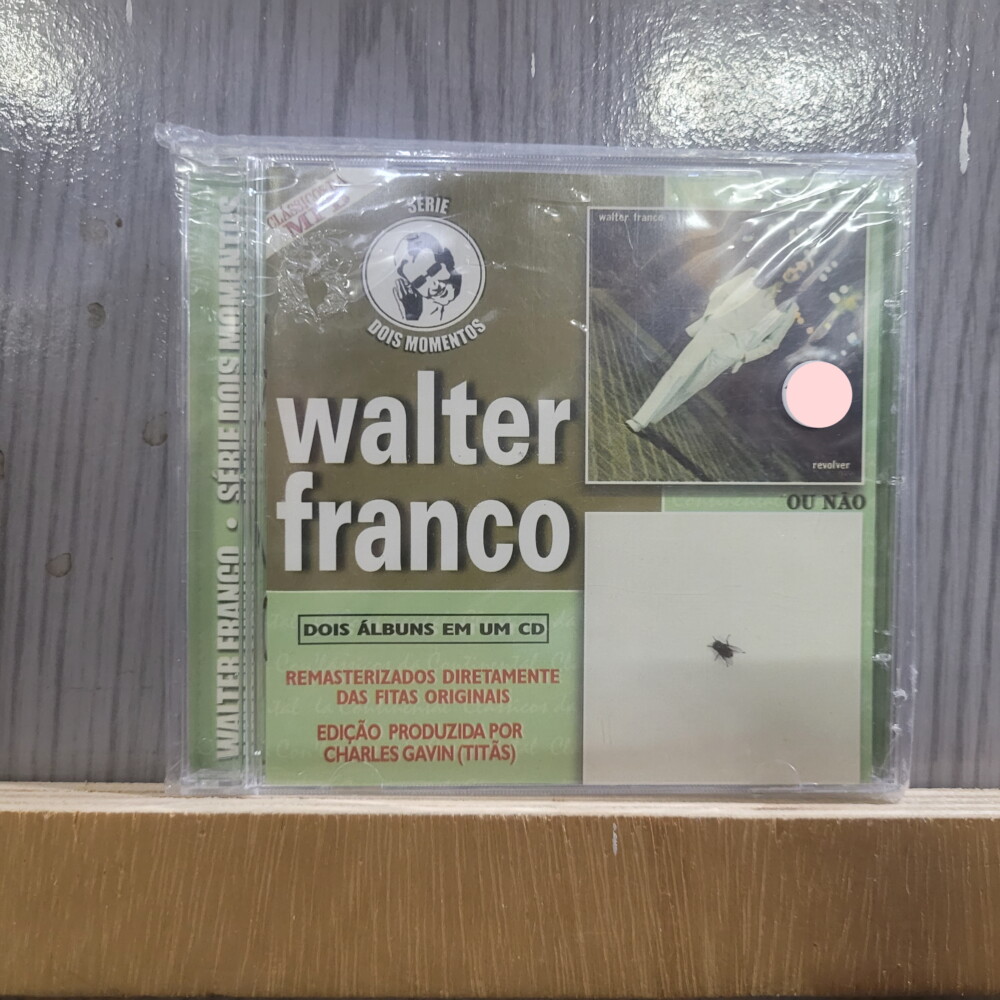 WALTER FRANCO • SÉRIE DOIS MOMENTOS
CLÁSSICOS DA
MPB
SÉRIE
DOIS MOMENTOS
walter
franco
DOIS ÁLBUNS EM UM CD
REMASTERIZADOS DIRETAMENTE
DAS FITAS ORIGINAIS
EDIÇÃO PRODUZIDA POR
CHARLES GAVIN (TITÃS)
walter franco
revolver
OU NÃO